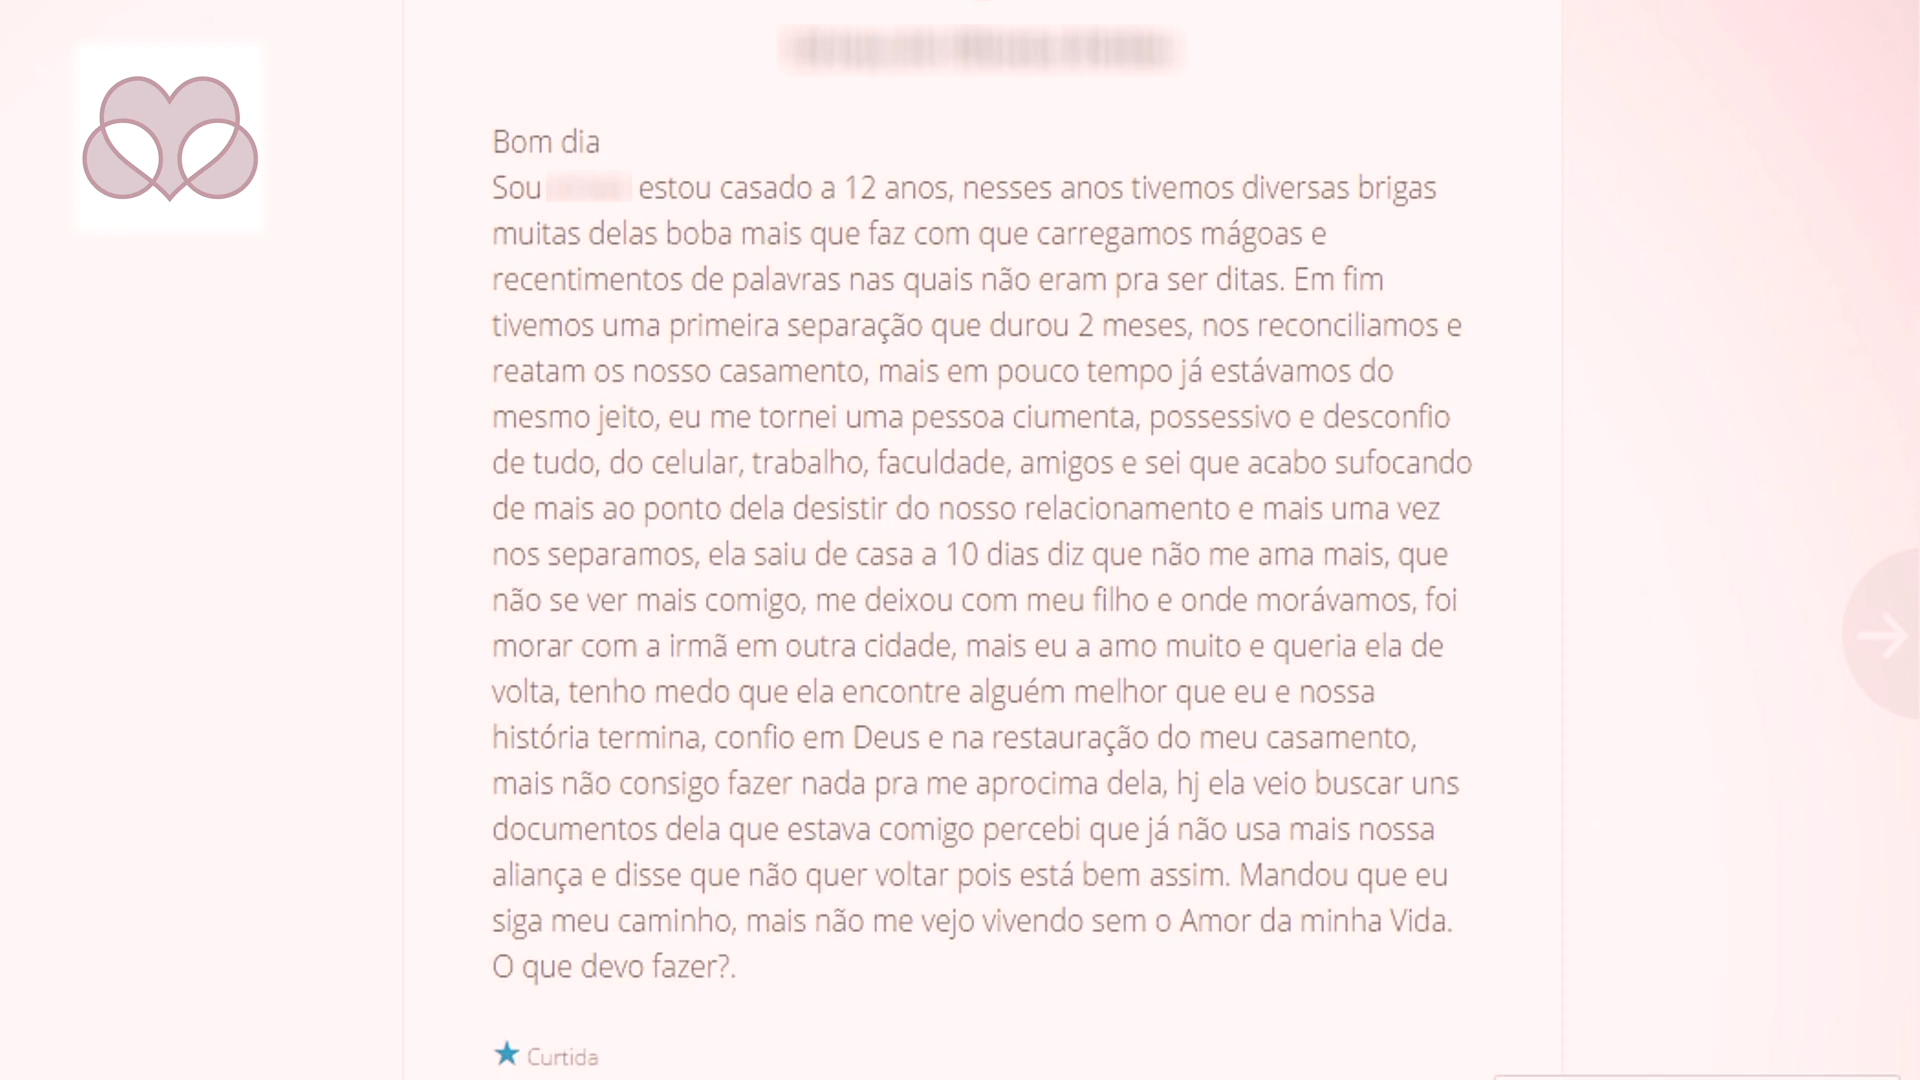 Bom dia
Sou estou casado a 12 anos, nesses anos tivemos diversas brigas
muitas delas boba mais que faz com que carregamos mágoas e
recentimentos de palavras nas quais não eram pra ser ditas. Em fim
tivemos uma primeira separação que durou 2 meses, nos reconciliamos e
reatam os nosso casamento, mais em pouco tempo já estávamos do
mesmo jeito, eu me tornei uma pessoa ciumenta, possessivo e desconfio
de tudo, do celular, trabalho, faculdade, amigos e sei que acabo sufocando
de mais ao ponto dela desistir do nosso relacionamento e mais uma vez
nos separamos, ela saiu de casa a 10 dias diz que não me ama mais, que
não se ver mais comigo, me deixou com meu filho e onde morávamos, foi
morar com a irmã em outra cidade, mais eu a amo muito e queria ela de
volta, tenho medo que ela encontre alguém melhor que eu e nossa
história termina, confio em Deus e na restauração do meu casamento,
mais não consigo fazer nada pra me aprocima dela, hj ela veio buscar uns
documentos dela que estava comigo percebi que já não usa mais nossa
aliança e disse que não quer voltar pois está bem assim. Mandou que eu
siga meu caminho, mais não me vejo vivendo sem o Amor da minha Vida.
O que devo fazer?.
Curtida